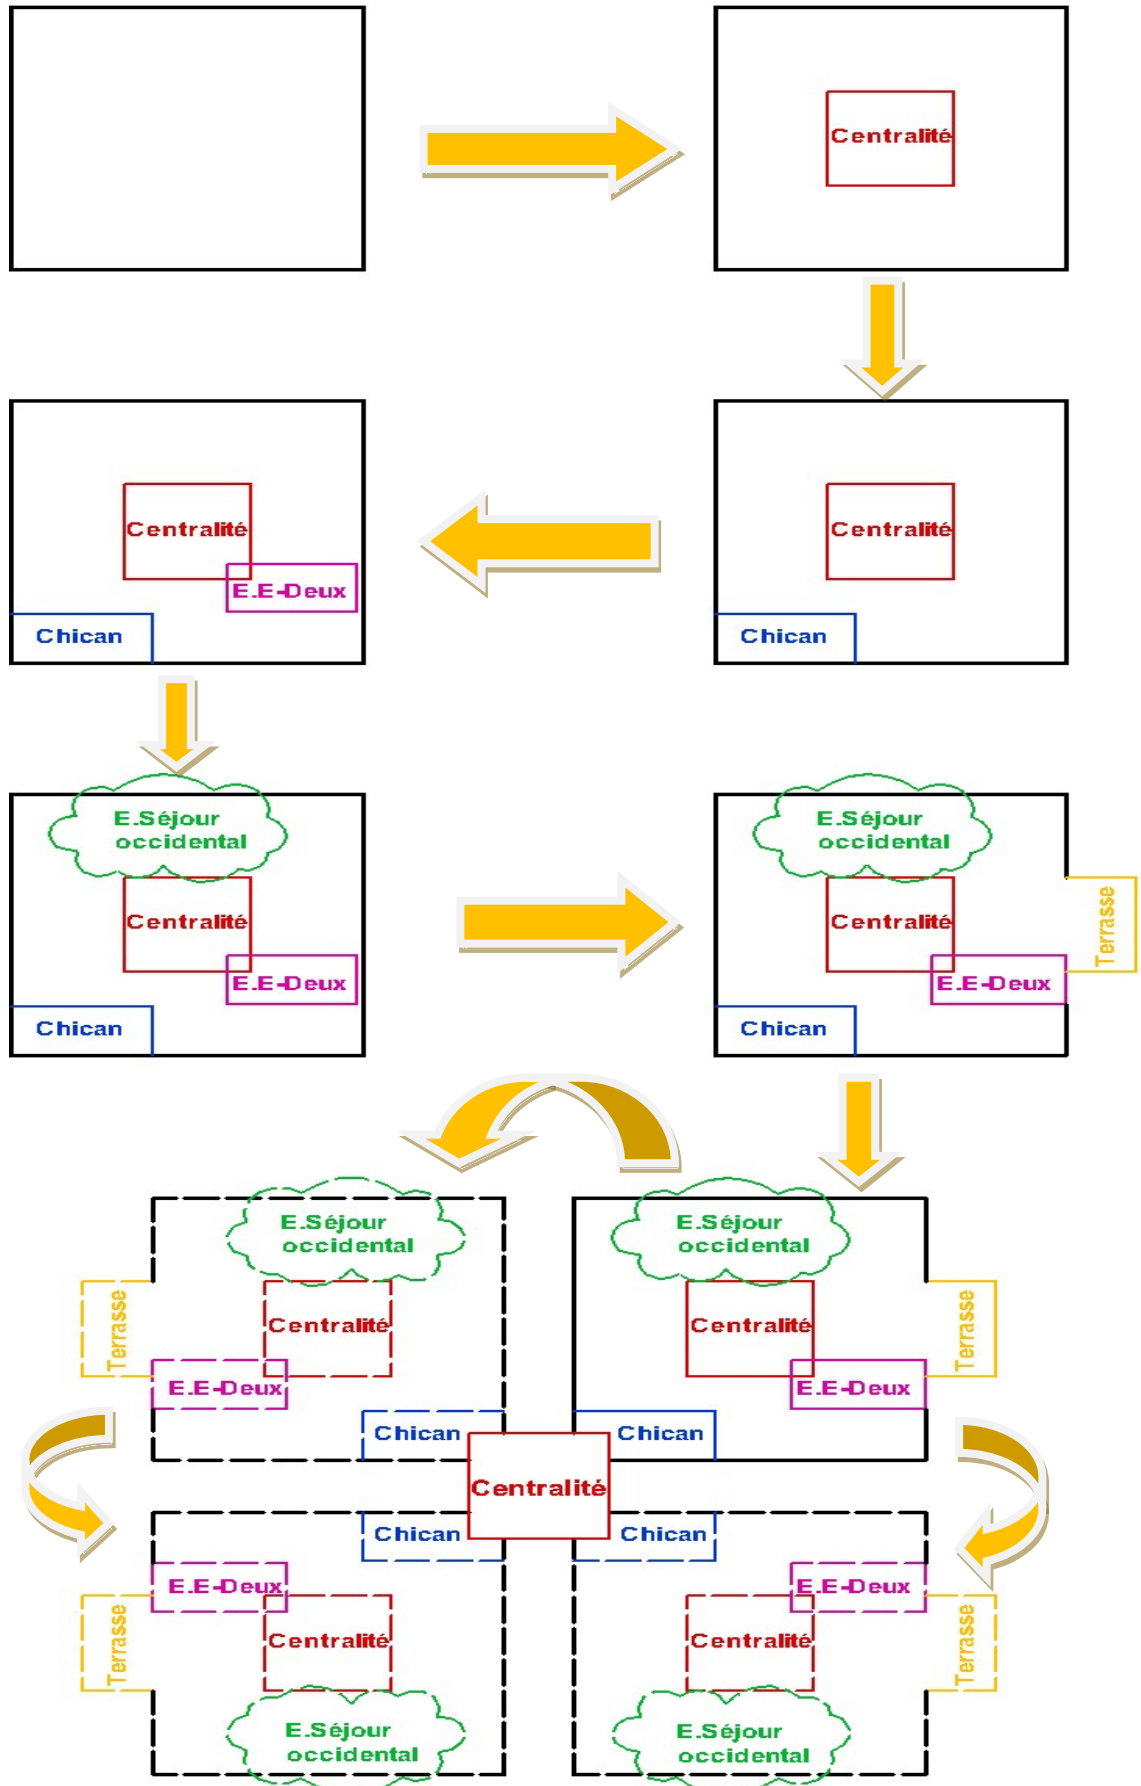 Centralité
Centralité
E.E-Deux
Chican
Centralité
Chican
E.Séjour
occidental
Centralité
E.E-Deux
Chican
E.Séjour
occidental
Centralité
Terrasse
E.E-Deux
Chican
E.Séjour
occidental
Centralité
Terrasse
E.E-Deux
Chican
E.Séjour
occidental
Centralité
Terrasse
E.E-Deux
Chican
Centralité
Chican
E.E-Deux
Centralité
Terrasse
E.Séjour
occidental
Chican
E.E-Deux
Centralité
Terrasse
E.Séjour
occidental